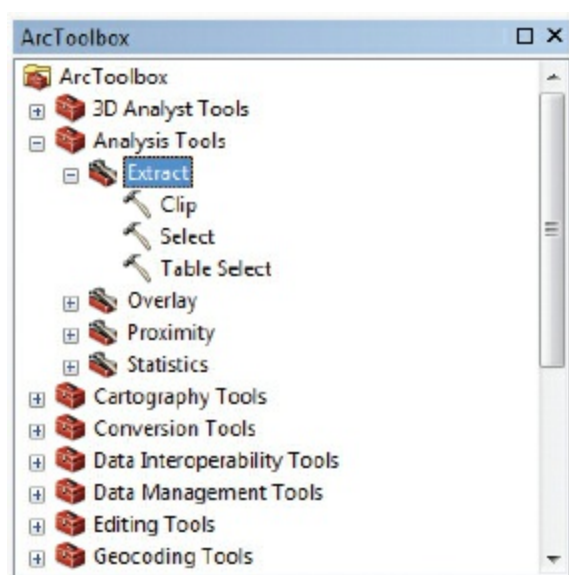 ArcToolbox
ArcToolbox
3D Analyst Tools
Analysis Tools
Extract
Clip
Select
Table Select
Overlay
Proximity
Statistics
Cartography Tools
Conversion Tools
Data Interoperability Tools
Data Management Tools
Editing Tools
Geocoding Tools